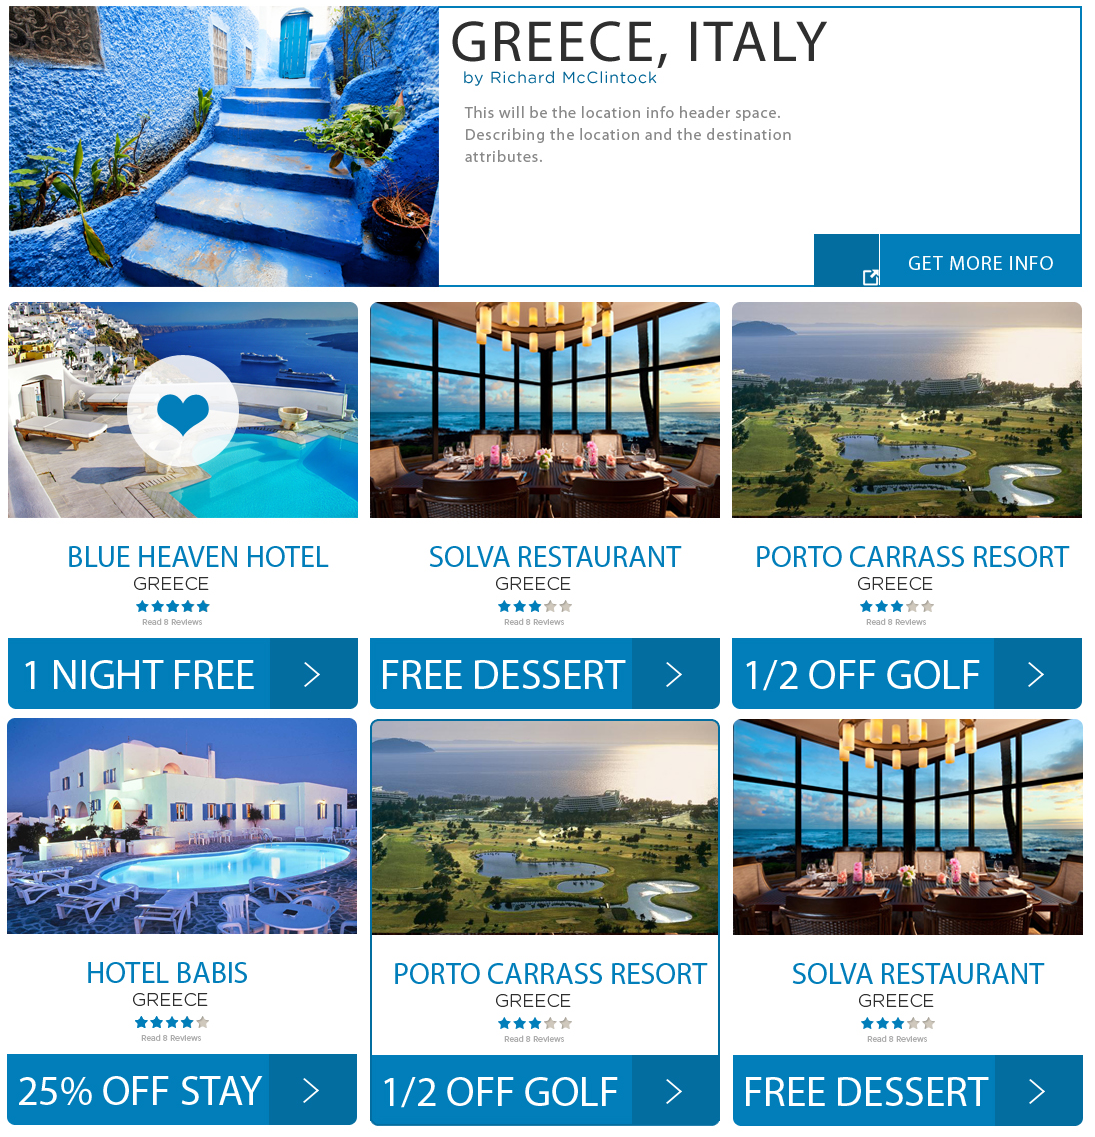 GREECE, ITALY
by Richard McClintock
This will be the location info header space.
Describing the location and the destination
attributes.
GET MORE INFO
BLUE HEAVEN HOTEL
GREECE
Read 8 Reviews
1 NIGHT FREE
SOLVA RESTAURANT
GREECE
Read 8 Reviews
FREE DESSERT
PORTO CARRASS RESORT
GREECE
Read 8 Reviews
1/2 OFF GOLF
HOTEL BABIS
GREECE
Read 8 Reviews
25% OFF STAY
PORTO CARRASS RESORT
GREECE
Read 8 Reviews
1/2 OFF GOLF
SOLVA RESTAURANT
GREECE
Read 8 Reviews
FREE DESSERT